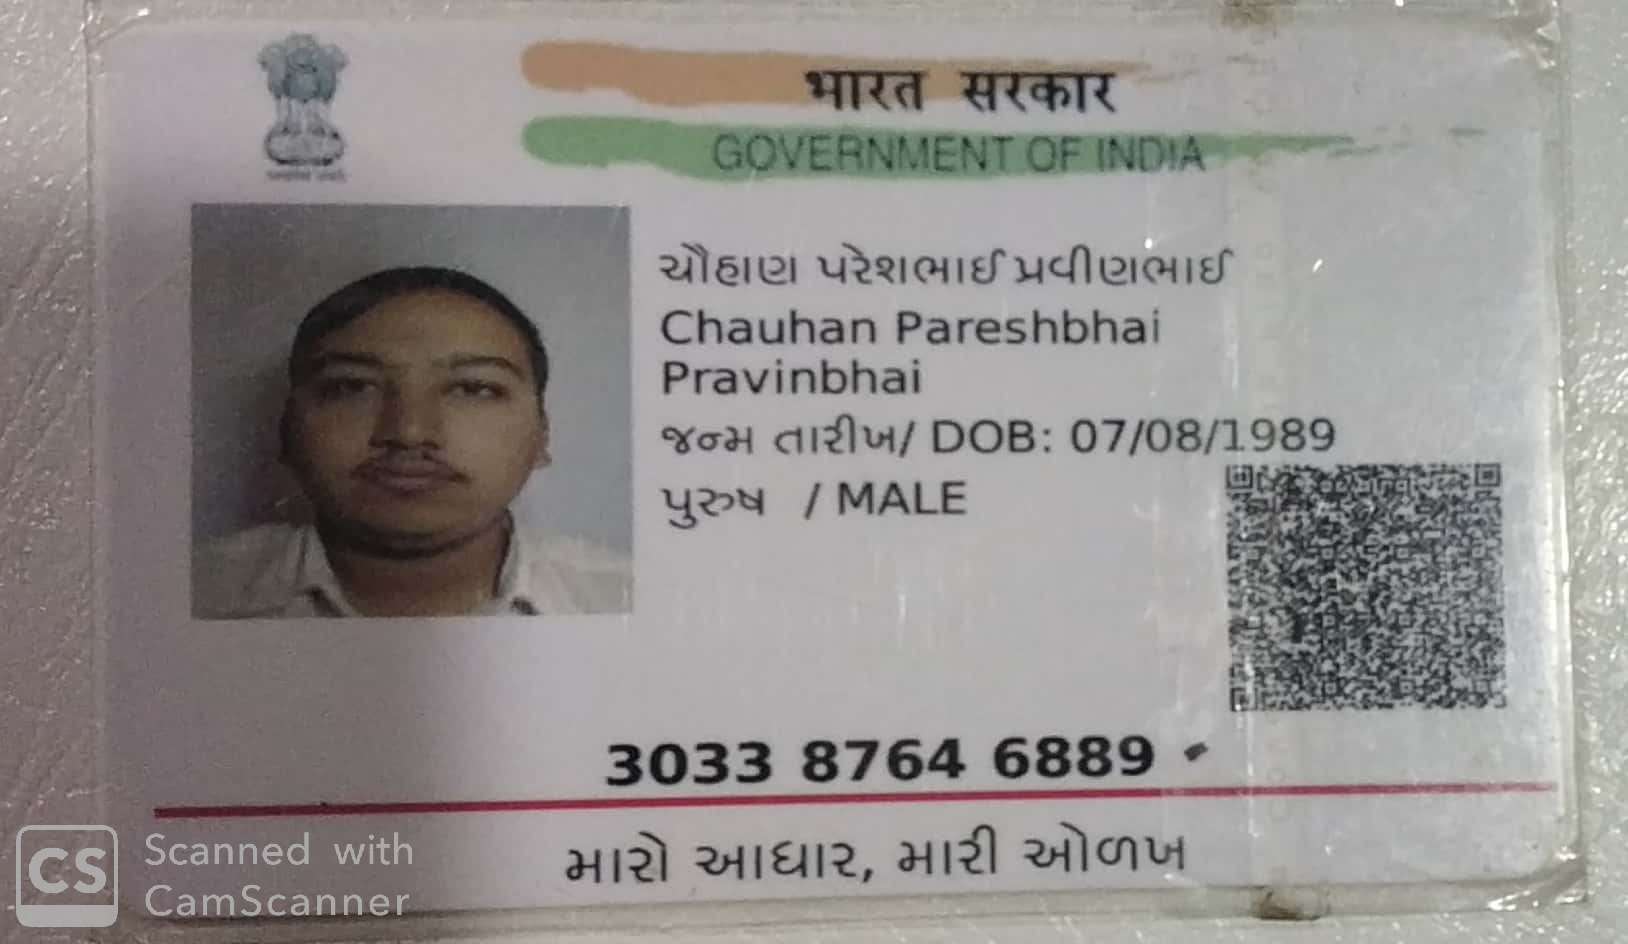 भारत सरकार
GOVERNMENT OF INDIA
ચૌહાણ પરેશભાઈ પ્રવીણભાઈ
Chauhan Pareshbhai
Pravinbhai
જન્મ તારીખ/ DOB: 07/08/1989
પુરુષ / MALE
3033 8764 6889
મારો આધાર, મારી ઓળખ
CS Scanned with
CamScanner